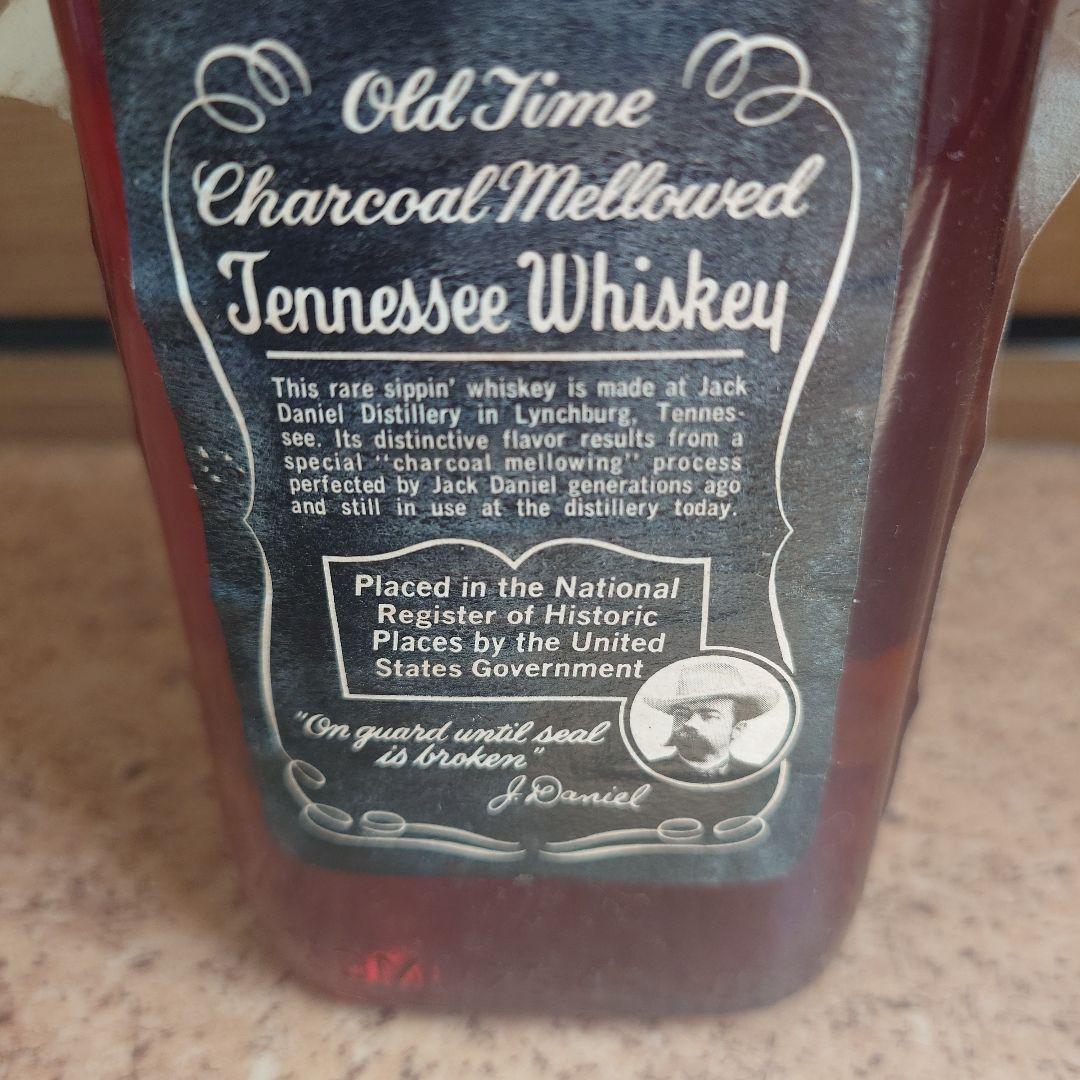 Old Time
Charcoal Mellowed
Tennessee Whiskey
This rare sippin' whiskey is made at Jack
Daniel Distillery in Lynchburg, Tennes-
see. Its distinctive flavor results from a
special "charcoal mellowing" process
perfected by Jack Daniel generations ago
and still in use at the distillery today.
Placed in the National
Register of Historic
Places by the United
States Government
"On guard until seal
is broken"
J. Daniel